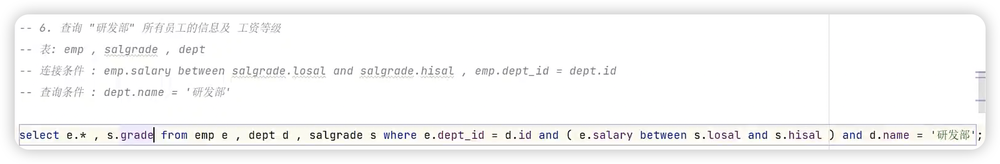 -- 6. 查询 "研发部" 所有员工的信息及 工资等级
-- 表: emp , salgrade , dept
-- 连接条件 : emp.salary between salgrade.losal and salgrade.hisal , emp.dept_id = dept.id
-- 查询条件 : dept.name = '研发部'
select e.* , s.grade from emp e , dept d , salgrade s where e.dept_id = d.id and ( e.salary between s.losal and s.hisal ) and d.name = '研发部';